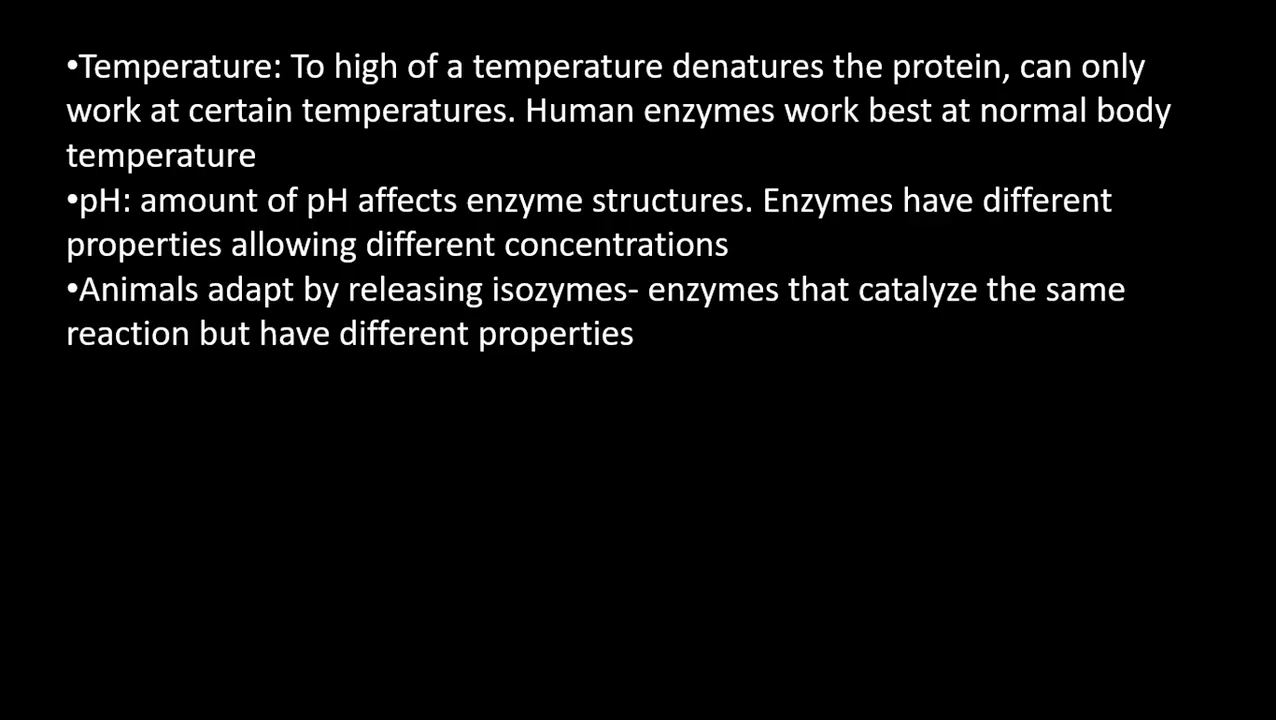 •Temperature: To high of a temperature denatures the protein, can only
work at certain temperatures. Human enzymes work best at normal body
temperature
•pH: amount of pH affects enzyme structures. Enzymes have different
properties allowing different concentrations
•Animals adapt by releasing isozymes- enzymes that catalyze the same
reaction but have different properties